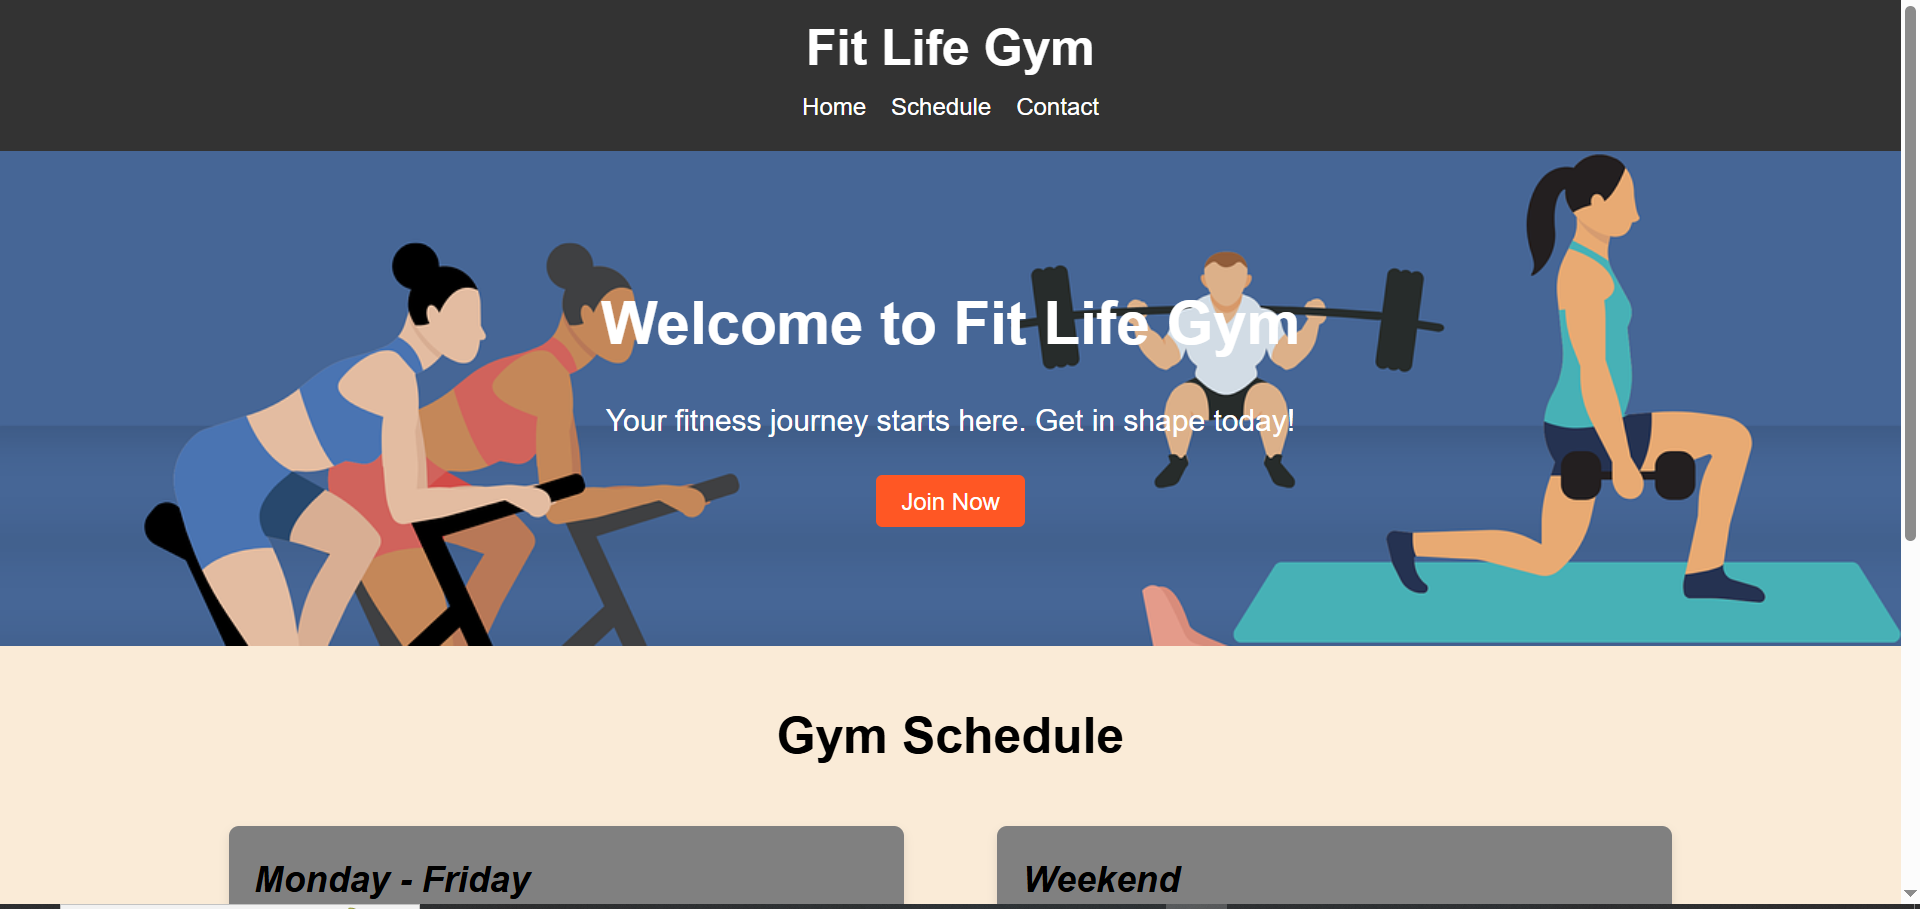 Fit Life Gym
Home Schedule Contact
Welcome to Fit Life Gym
Your fitness journey starts here. Get in shape today!
Join Now
Gym Schedule
Monday - Friday
Weekend